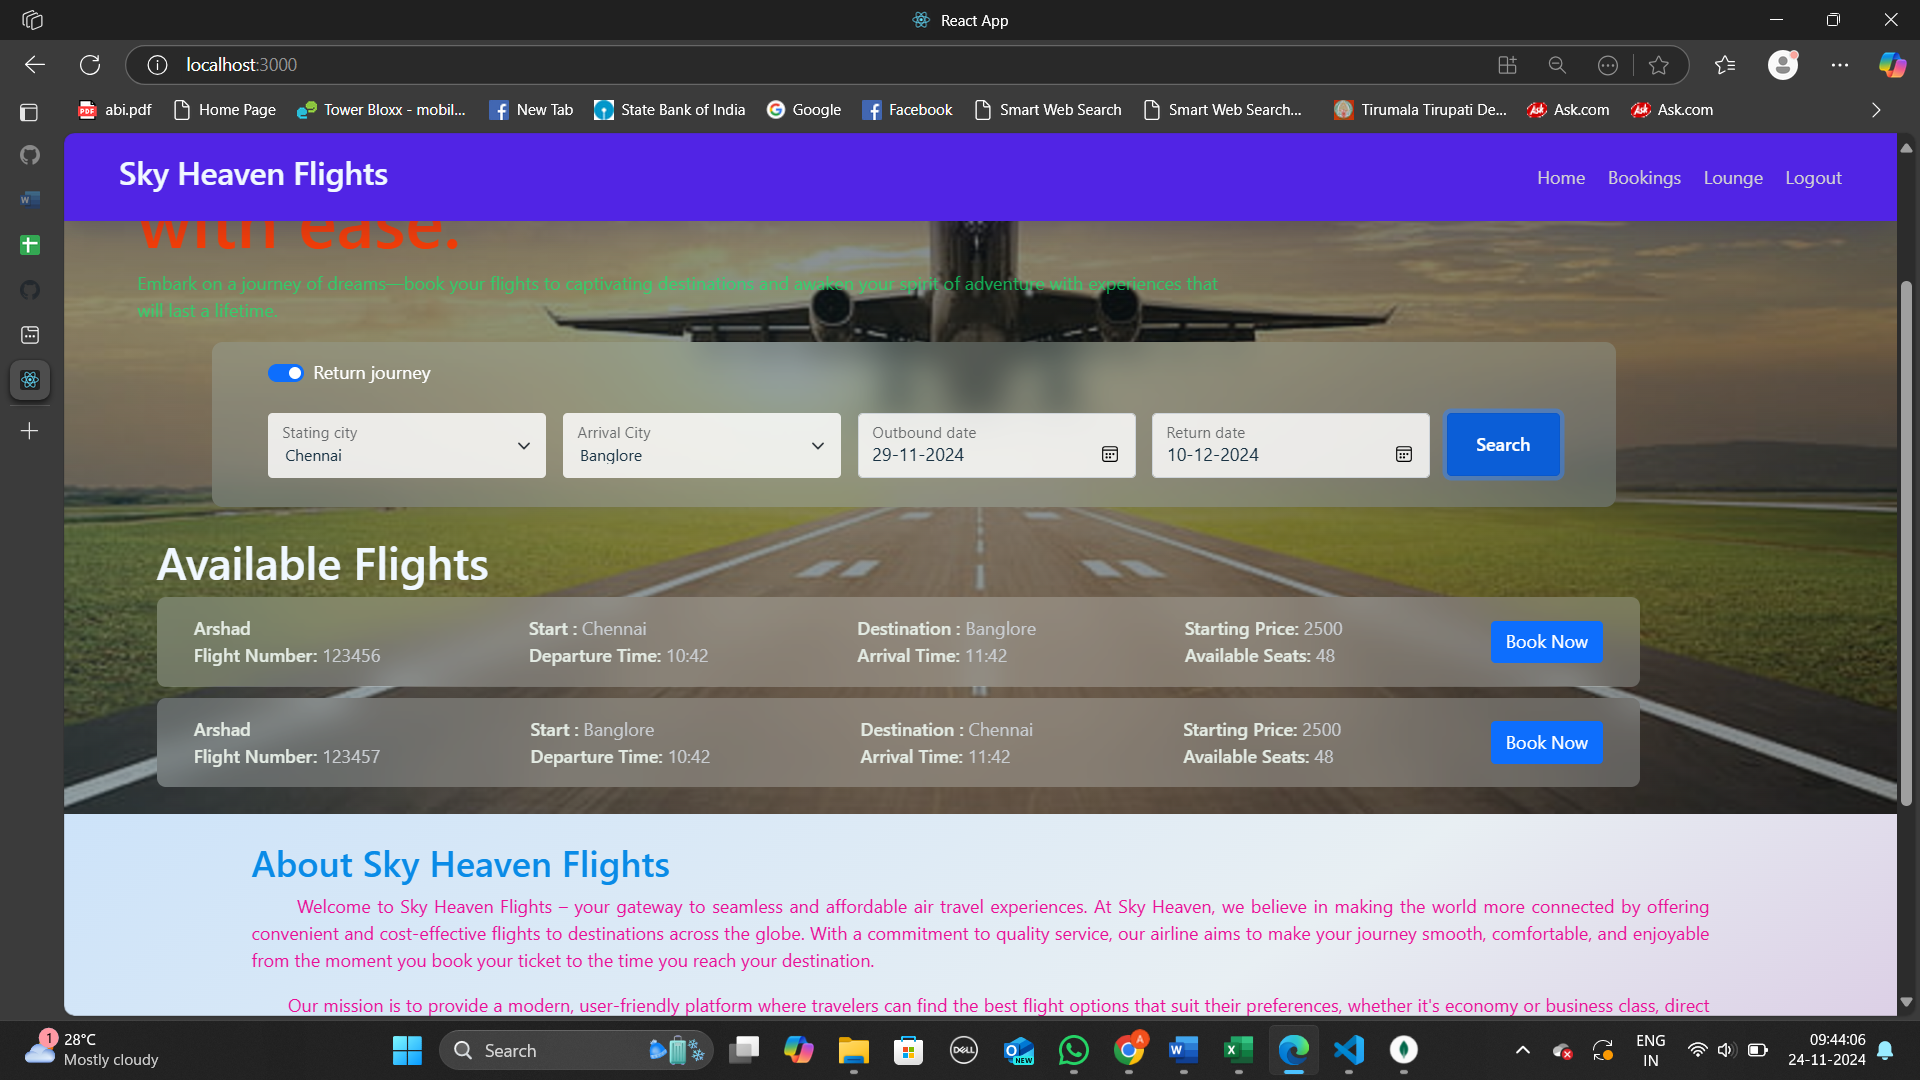 React App
localhost:3000
abi.pdf
Home Page
Tower Bloxx - mobil...
New Tab
State Bank of India
Google
Facebook
Smart Web Search
Smart Web Search...
Tirumala Tirupati De...
Ask.com
Ask.com
Sky Heaven Flights
Home
Bookings
Lounge
Logout
with ease.
Embark on a journey of dreams—book your flights to captivating destinations and awaken your spirit of adventure with experiences that
will last a lifetime.
Return journey
Stating city
Chennai
Arrival City
Banglore
Outbound date
29-11-2024
Return date
10-12-2024
Search
Available Flights
Arshad
Flight Number: 123456
Start : Chennai
Departure Time: 10:42
Destination : Banglore
Arrival Time: 11:42
Starting Price: 2500
Available Seats: 48
Book Now
Arshad
Flight Number: 123457
Start : Banglore
Departure Time: 10:42
Destination : Chennai
Arrival Time: 11:42
Starting Price: 2500
Available Seats: 48
Book Now
About Sky Heaven Flights
Welcome to Sky Heaven Flights – your gateway to seamless and affordable air travel experiences. At Sky Heaven, we believe in making the world more connected by offering
convenient and cost-effective flights to destinations across the globe. With a commitment to quality service, our airline aims to make your journey smooth, comfortable, and enjoyable
from the moment you book your ticket to the time you reach your destination.
Our mission is to provide a modern, user-friendly platform where travelers can find the best flight options that suit their preferences, whether it's economy or business class, direct
1
28°C
Mostly cloudy
Search
DELL
NEW
A
ENG
IN
09:44:06
24-11-2024